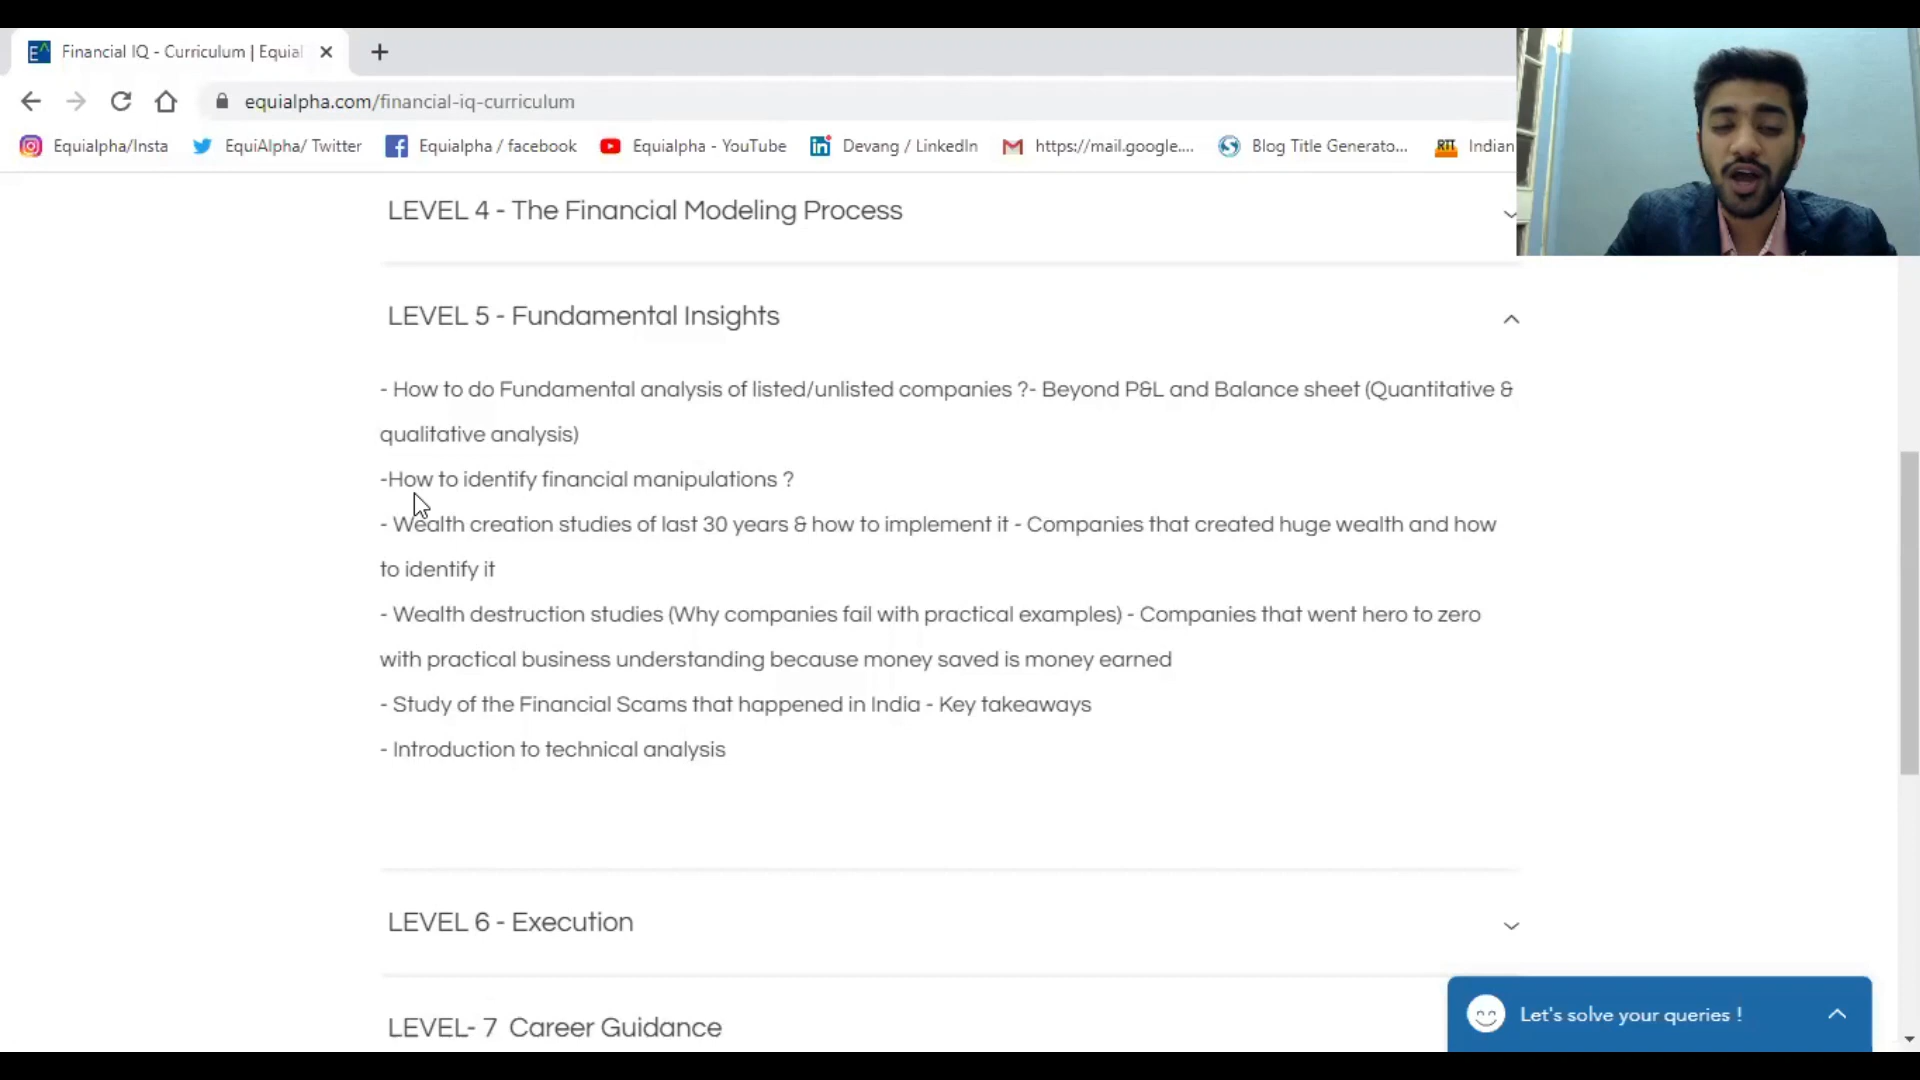 Financial IQ - Curriculum | Equial
equialpha.com/financial-iq-curriculum
Equialpha/Insta
EquiAlpha/ Twitter
Equialpha / facebook
Equialpha - YouTube
Devang / LinkedIn
https://mail.google....
Blog Title Generato...
RTI Indian
LEVEL 4 - The Financial Modeling Process
LEVEL 5 - Fundamental Insights
- How to do Fundamental analysis of listed/unlisted companies ?- Beyond P&L and Balance sheet (Quantitative &
qualitative analysis)
-How to identify financial manipulations ?
- Wealth creation studies of last 30 years & how to implement it - Companies that created huge wealth and how
to identify it
- Wealth destruction studies (Why companies fail with practical examples) - Companies that went hero to zero
with practical business understanding because money saved is money earned
- Study of the Financial Scams that happened in India - Key takeaways
- Introduction to technical analysis
LEVEL 6 - Execution
LEVEL- 7 Career Guidance
Let's solve your queries !